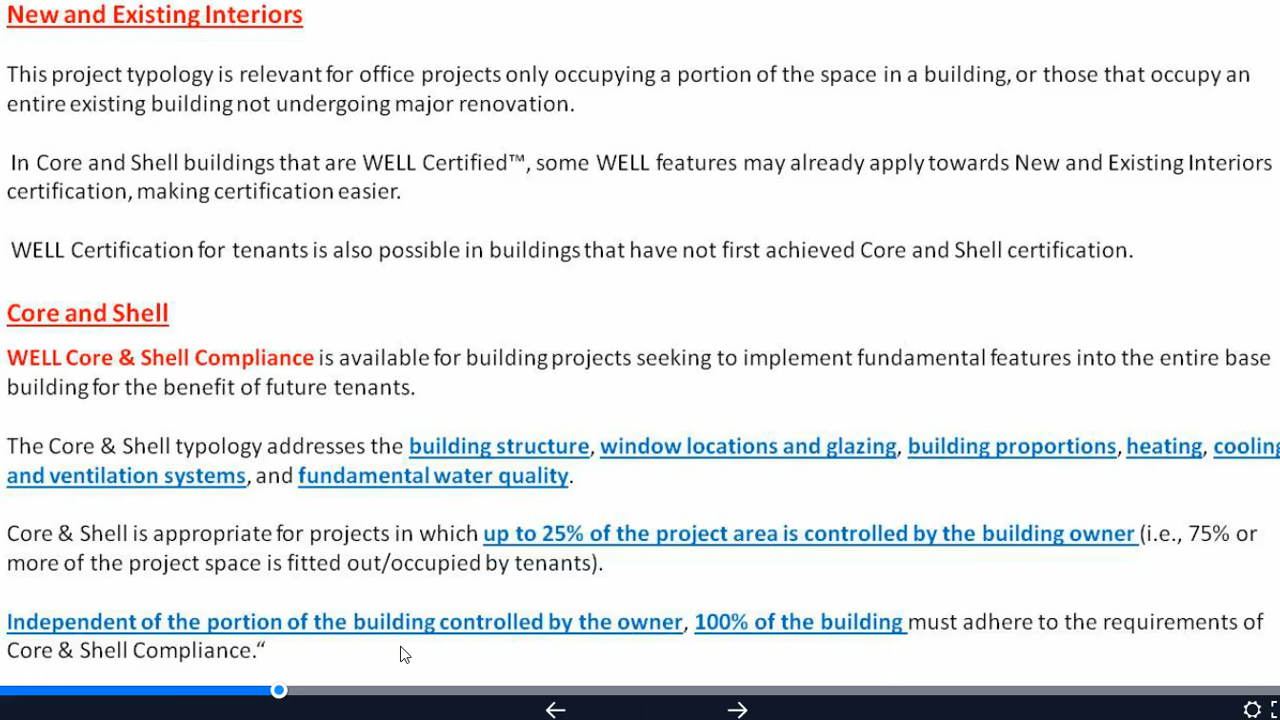 New and Existing Interiors
This project typology is relevant for office projects only occupying a portion of the space in a building, or those that occupy an
entire existing building not undergoing major renovation.
In Core and Shell buildings that are WELL Certified™, some WELL features may already apply towards New and Existing Interiors
certification, making certification easier.
WELL Certification for tenants is also possible in buildings that have not first achieved Core and Shell certification.
Core and Shell
WELL Core & Shell Compliance is available for building projects seeking to implement fundamental features into the entire base
building for the benefit of future tenants.
The Core & Shell typology addresses the building structure, window locations and glazing, building proportions, heating, cooling
and ventilation systems, and fundamental water quality.
Core & Shell is appropriate for projects in which up to 25% of the project area is controlled by the building owner (i.e., 75% or
more of the project space is fitted out/occupied by tenants).
Independent of the portion of the building controlled by the owner, 100% of the building must adhere to the requirements of
Core & Shell Compliance.“